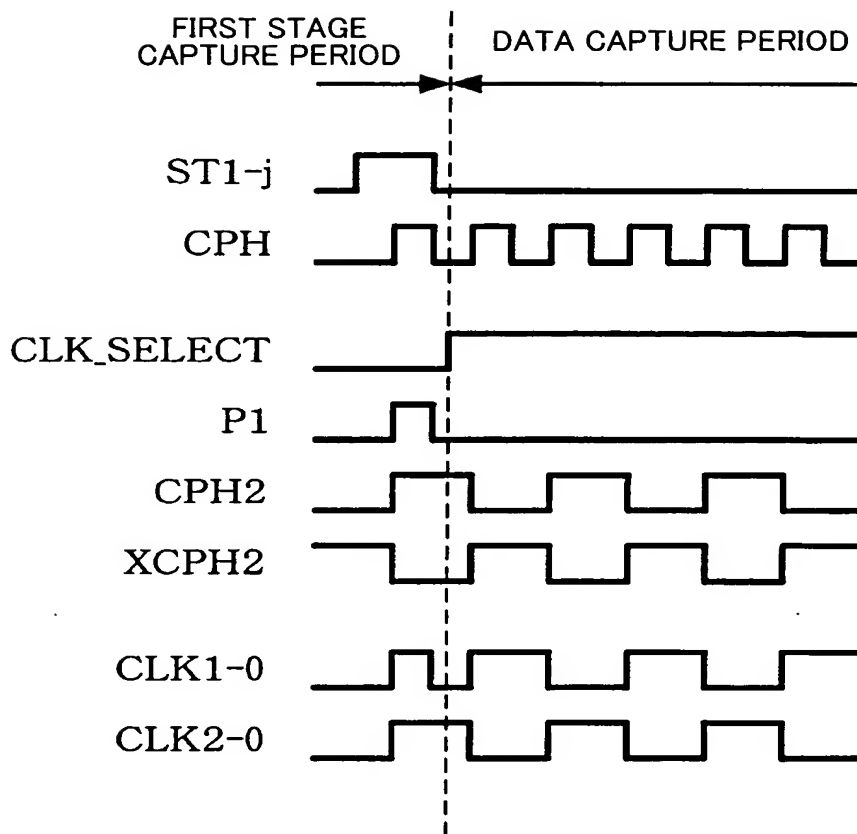 FIRST STAGE
CAPTURE PERIOD
DATA CAPTURE PERIOD
ST1-j
CPH
CLK_SELECT
P1
CPH2
XCPH2
CLK1-0
CLK2-0